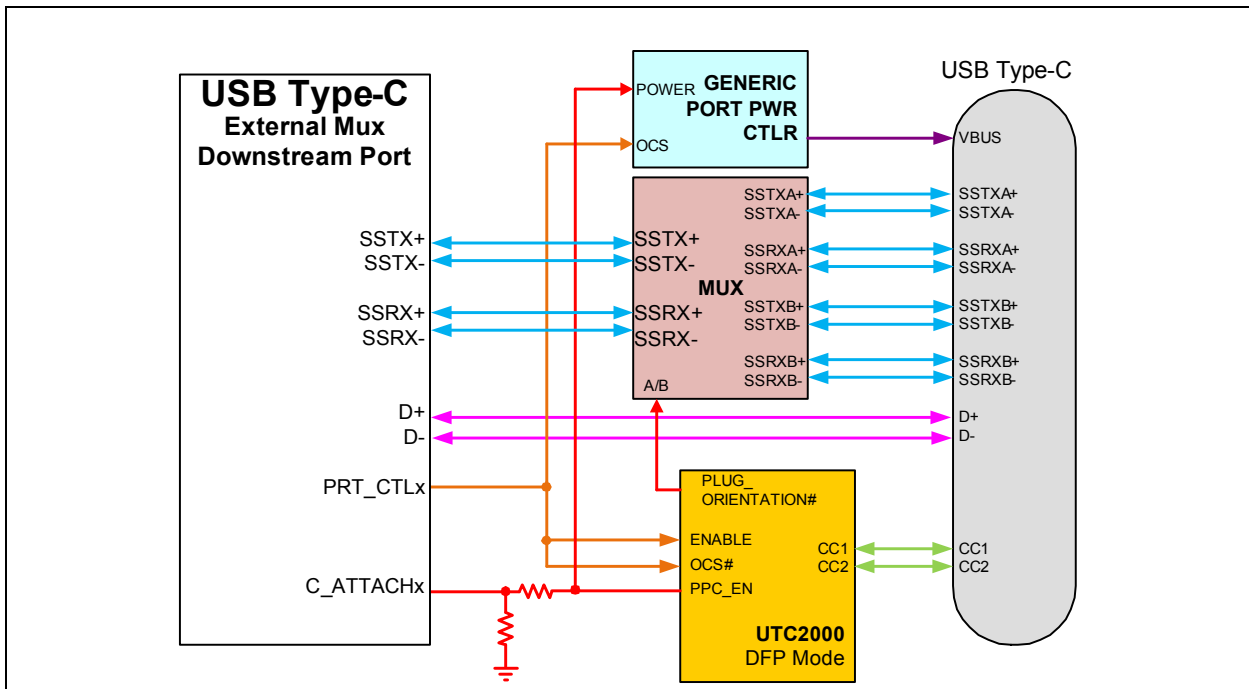 USB Type-C
External Mux
Downstream Port
SSTX+
SSTX-
SSRX+
SSRX-
D+
D-
PRT_CTLx
C_ATTACHx
POWER
GENERIC
PORT PWR
CTLR
OCS
SSTX+
SSTX-
MUX
SSRX+
SSRX-
A/B
SSTXA+
SSTXA-
SSRXA+
SSRXA-
SSTXB+
SSTXB-
SSRXB+
SSRXB-
PLUG_
ORIENTATION#
ENABLE
OCS#
PPC_EN
CC1
CC2
UTC2000
DFP Mode
USB Type-C
VBUS
SSTXA+
SSTXA-
SSRXA+
SSRXA-
SSTXB+
SSTXB-
SSRXB+
SSRXB-
D+
D-
CC1
CC2